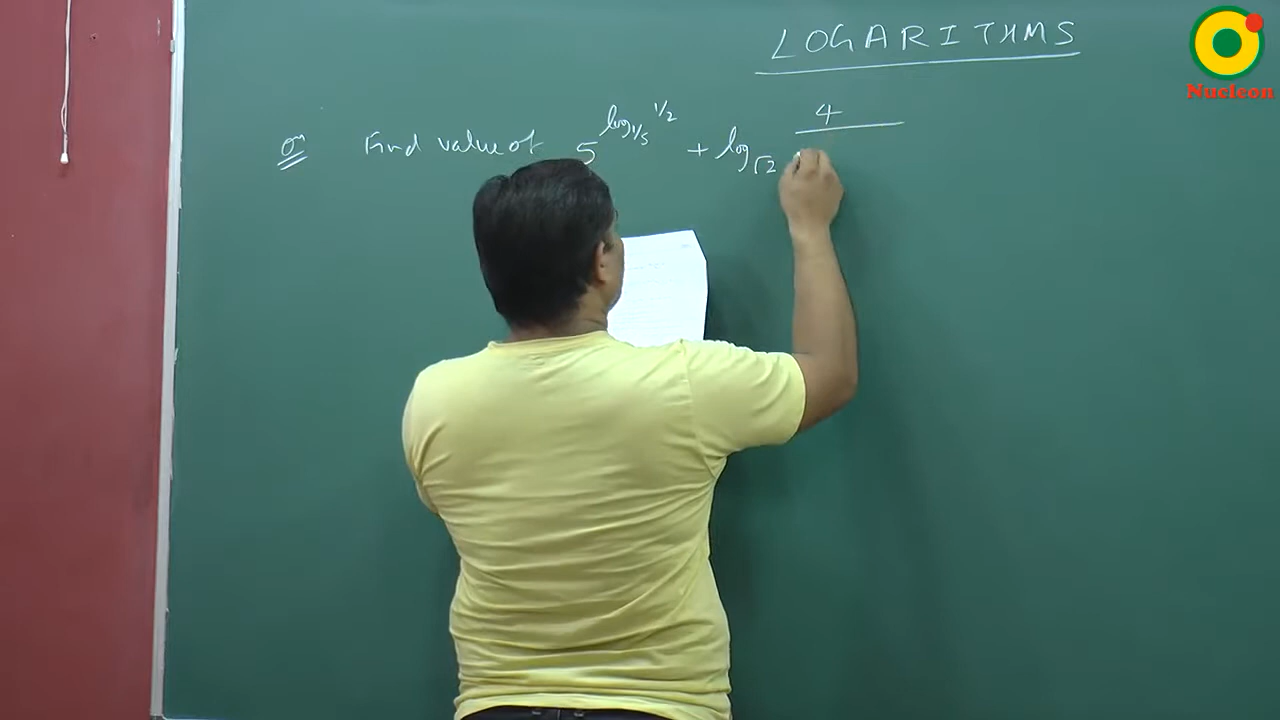 LOGARITHMS
Nucleon
Find value of 5^{log_{1/5} 1/2} + log_{√2} 4